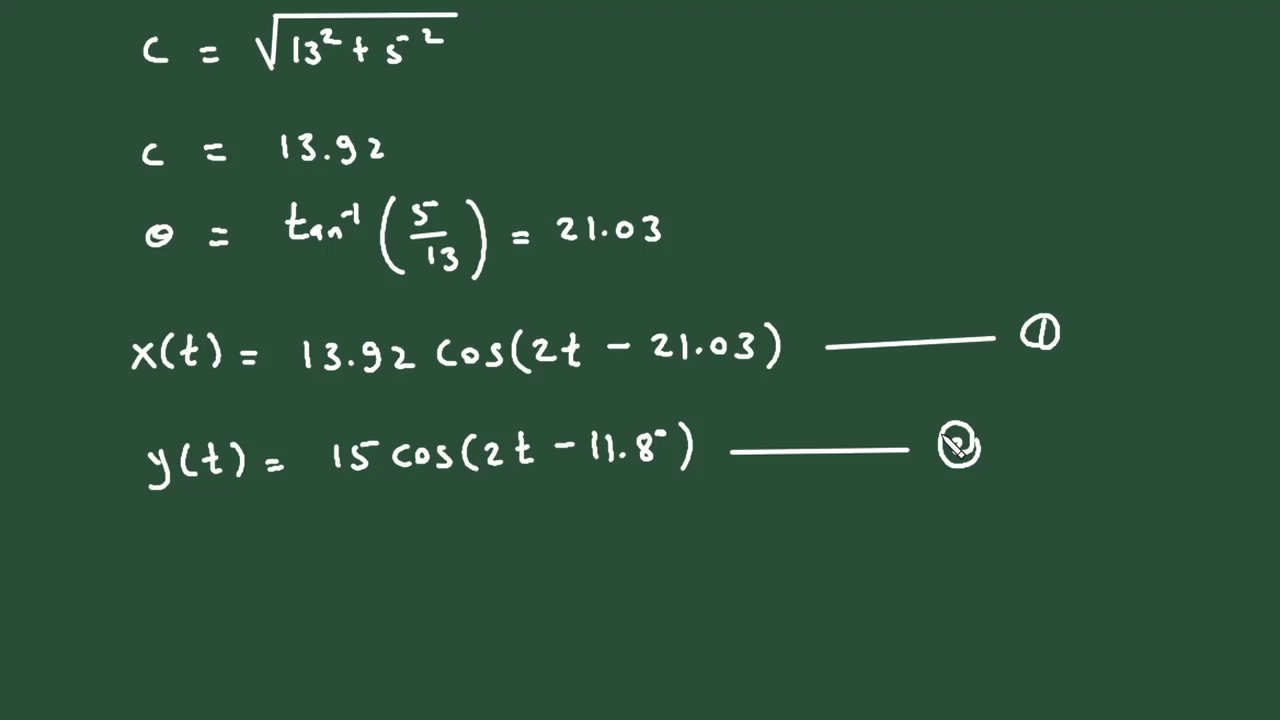 C = √(13² + 5²)
C = 13.92
θ = tan⁻¹(5/13) = 21.03
x(t) = 13.92 cos(2t − 21.03) ——— ①
y(t) = 15 cos(2t − 11.8°) ——— ②